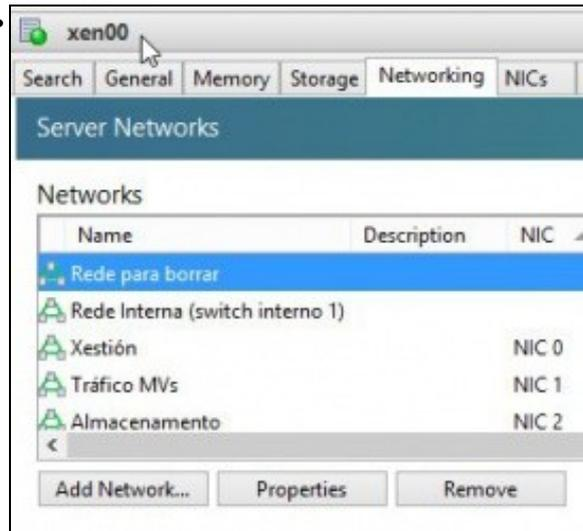 xen00
Search General Memory Storage Networking NICs
Server Networks
Networks
Name Description NIC
Rede para borrar
Rede Interna (switch interno 1)
Xestión NIC 0
Tráfico MVs NIC 1
Almacenamento NIC 2
Add Network... Properties Remove